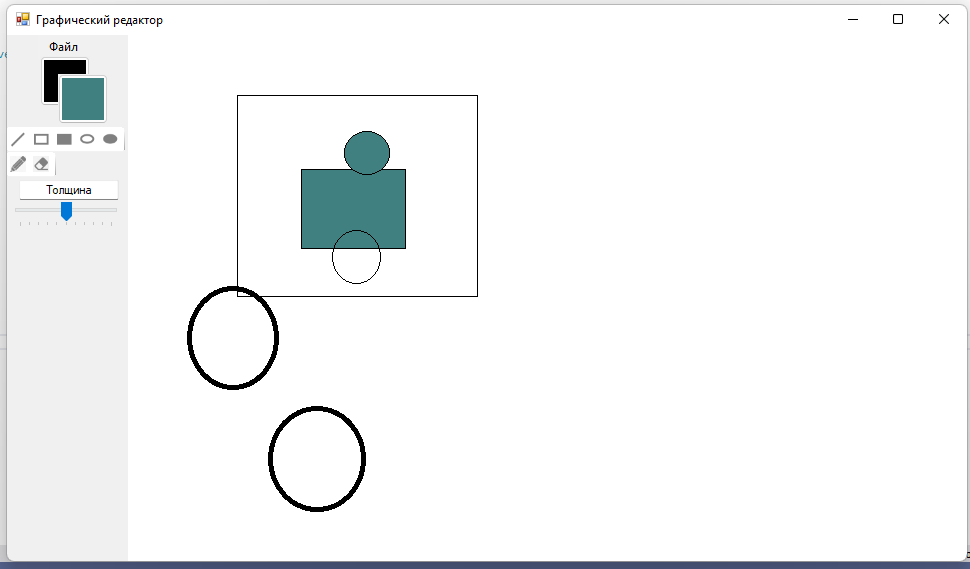 Графический редактор
Файл
Толщина